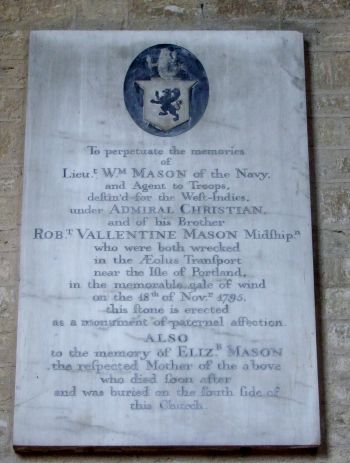 To perpetuate the memories
of
Lieu.t Wm MASON of the Navy,
and Agent to Troops,
deſtin'd for the Weſt-Indies,
under ADMIRAL CHRISTIAN,
and of his Brother
ROB.T VALLENTINE MASON Midſhip.n
who were both wrecked
in the Æolus Tranſport
near the Iſle of Portland,
in the memorable gale of wind
on the 18th of Nov.r 1795.
this ſtone is erected
as a monument of paternal affection
ALSO
to the memory of ELIZ.B MASON
the reſpected Mother of the above
who died ſoon after
and was buried on the ſouth ſide of
this Church.